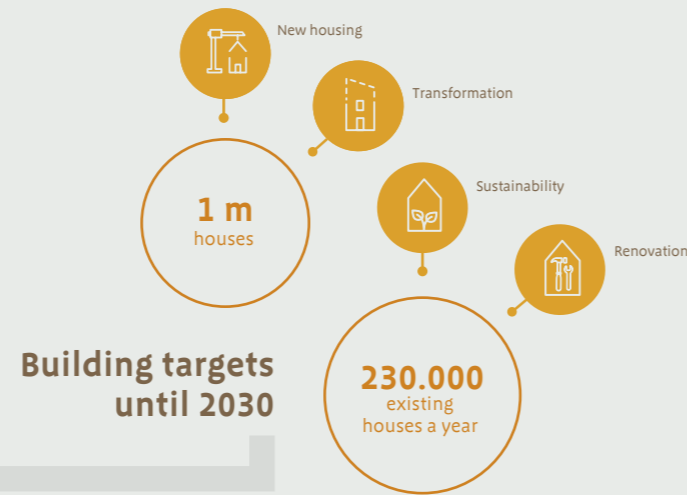 New housing
Transformation
1 m
houses
Sustainability
Renovation
Building targets
until 2030
230.000
existing
houses a year